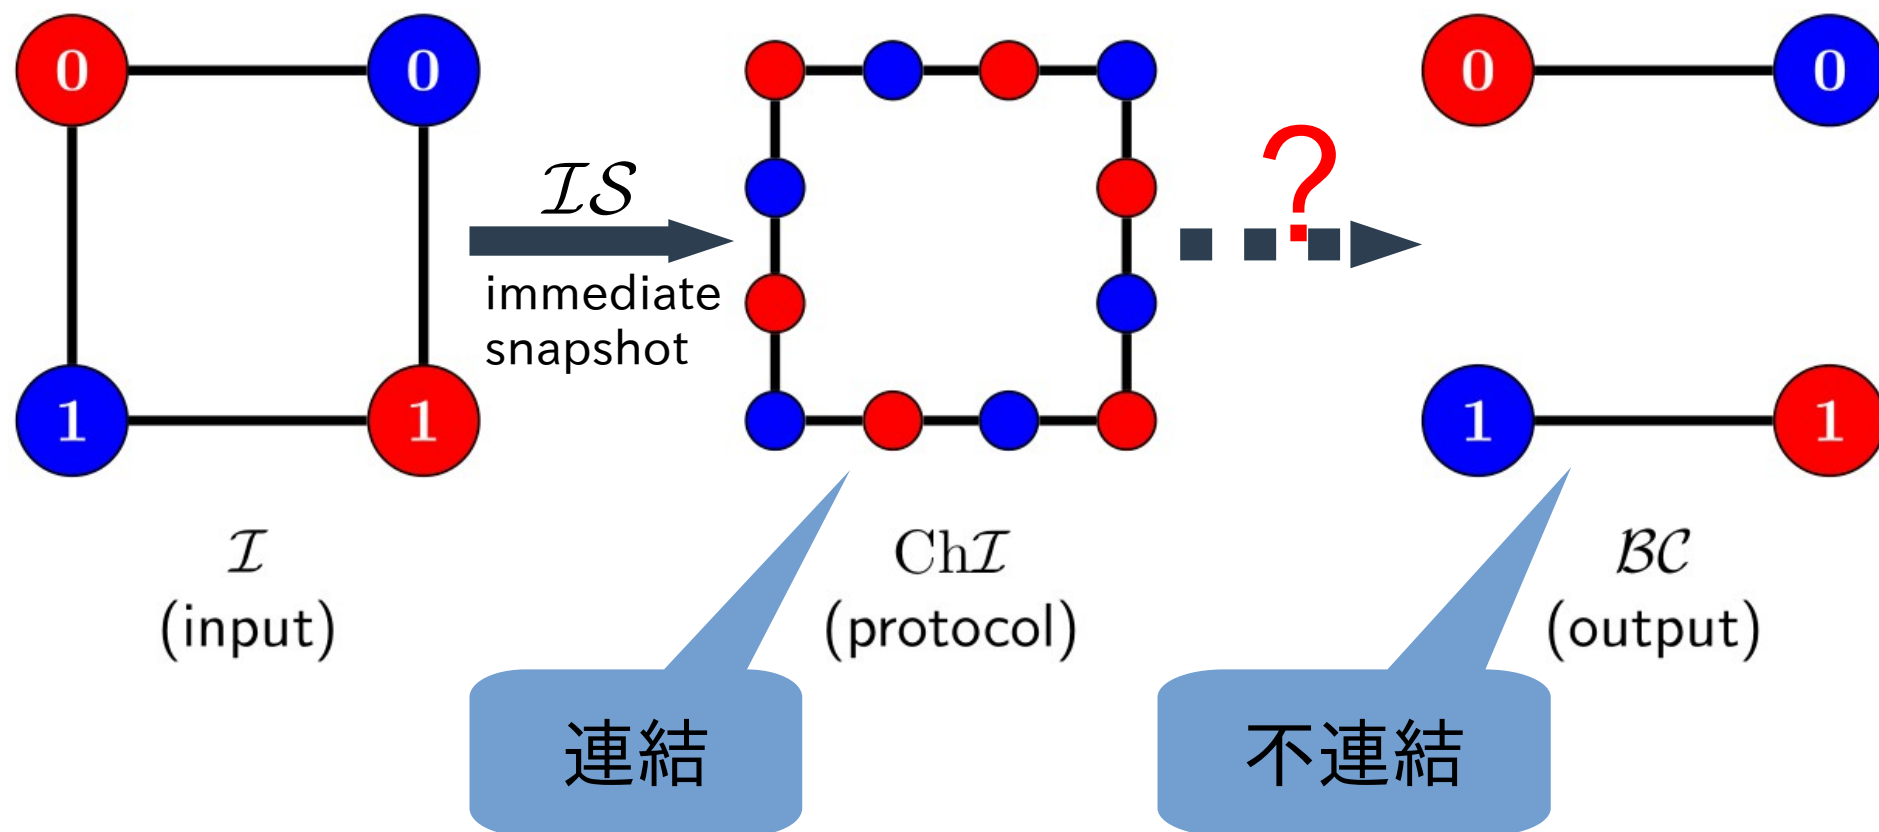 0 0
1 1
𝓘
(input)
𝓘𝓢
immediate
snapshot
Ch𝓘
(protocol)
連結
?
0 0
1 1
𝓑𝓒
(output)
不連結